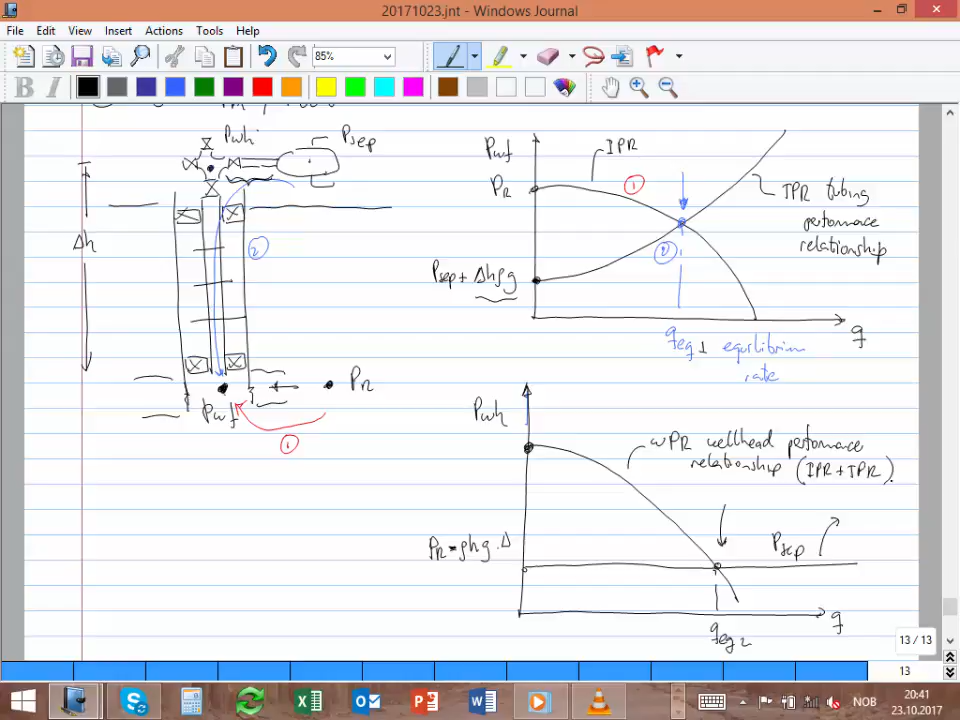 20171023.jnt - Windows Journal
File Edit View Insert Actions Tools Help
85%
B I
Pwh
Psep
Δh
②
PR
Pwf
①
Pwf
IPR
PR
①
TPR tubing
performance
relationship
②
Psep + Δhρg
q
qeq1 equilibrium
rate
Pwh
WPR wellhead performance
relationship (IPR+TPR).
PR - ρhg . Δ
Psep
q
qeq2
13 / 13
13
NOB
20:41
23.10.2017